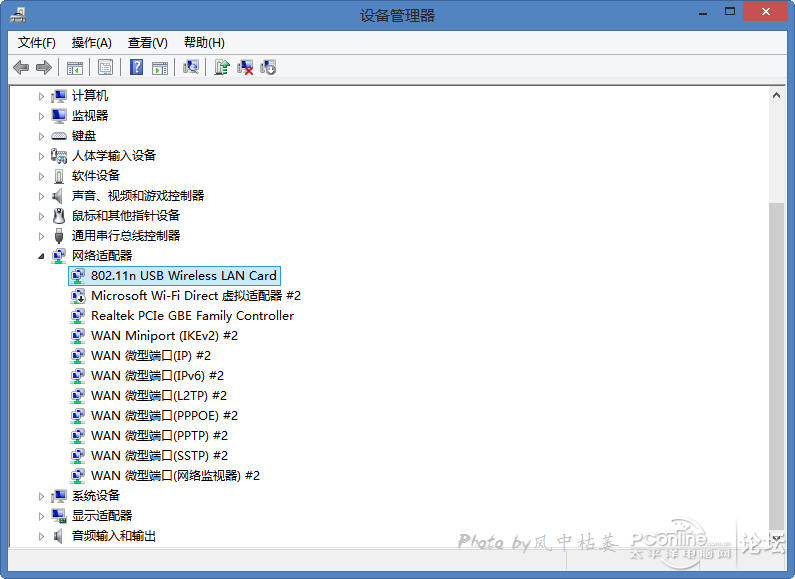 设备管理器
文件(F) 操作(A) 查看(V) 帮助(H)
计算机
监视器
键盘
人体学输入设备
软件设备
声音、视频和游戏控制器
鼠标和其他指针设备
通用串行总线控制器
网络适配器
802.11n USB Wireless LAN Card
Microsoft Wi-Fi Direct 虚拟适配器 #2
Realtek PCIe GBE Family Controller
WAN Miniport (IKEv2) #2
WAN 微型端口(IP) #2
WAN 微型端口(IPv6) #2
WAN 微型端口(L2TP) #2
WAN 微型端口(PPPOE) #2
WAN 微型端口(PPTP) #2
WAN 微型端口(SSTP) #2
WAN 微型端口(网络监视器) #2
系统设备
显示适配器
音频输入和输出
Photo by风中枯萎
PConline 论坛
太平洋电脑网